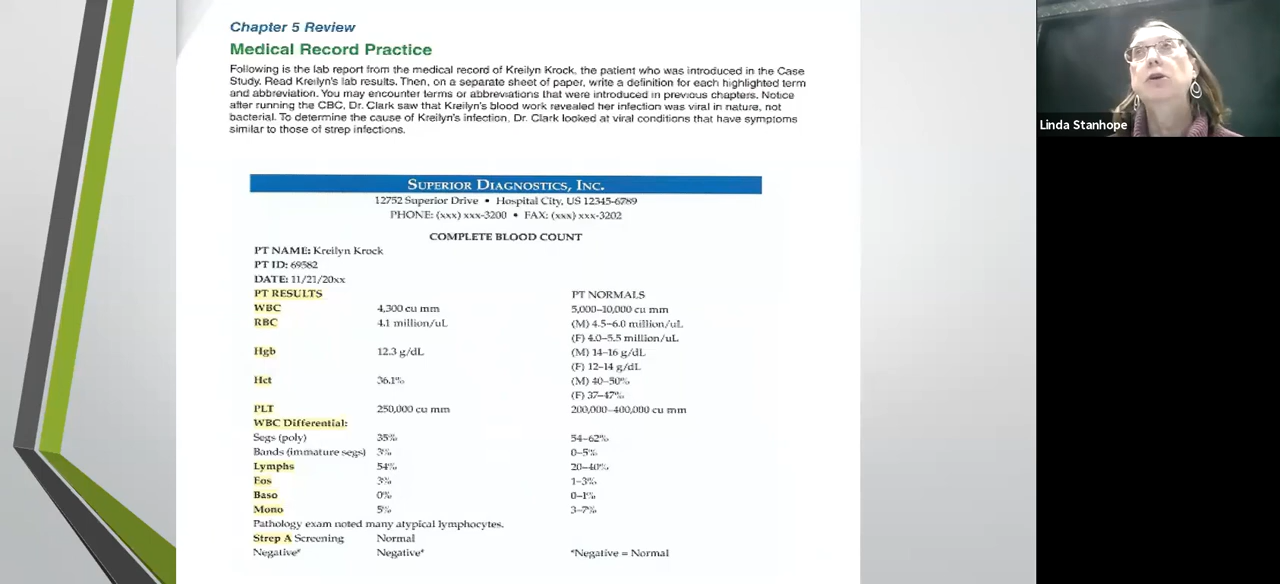 Chapter 5 Review
Medical Record Practice
Following is the lab report from the medical record of Kreilyn Krock, the patient who was introduced in the Case
Study. Read Kreilyn's lab results. Then, on a separate sheet of paper, write a definition for each highlighted term
and abbreviation. You may encounter terms or abbreviations that were introduced in previous chapters. Notice
after running the CBC, Dr. Clark saw that Kreilyn's blood work revealed her infection was viral in nature, not
bacterial. To determine the cause of Kreilyn's infection, Dr. Clark looked at viral conditions that have symptoms
similar to those of strep infections.
SUPERIOR DIAGNOSTICS, INC.
12752 Superior Drive • Hospital City, US 12345-6789
PHONE: (xxx) xxx-3200 • FAX: (xxx) xxx-3202
COMPLETE BLOOD COUNT
PT NAME: Kreilyn Krock
PT ID: 69582
DATE: 11/21/20xx
PT RESULTS PT NORMALS
WBC 4,300 cu mm 5,000–10,000 cu mm
RBC 4.1 million/uL (M) 4.5–6.0 million/uL
(F) 4.0–5.5 million/uL
Hgb 12.3 g/dL (M) 14–16 g/dL
(F) 12–14 g/dL
Hct 36.1% (M) 40–50%
(F) 37–47%
PLT 250,000 cu mm 200,000–400,000 cu mm
WBC Differential:
Segs (poly) 35% 54–62%
Bands (immature segs) 3% 0–5%
Lymphs 54% 20–40%
Eos 3% 1–3%
Baso 0% 0–1%
Mono 5% 3–7%
Pathology exam noted many atypical lymphocytes.
Strep A Screening Normal
Negative* Negative* *Negative = Normal
Linda Stanhope